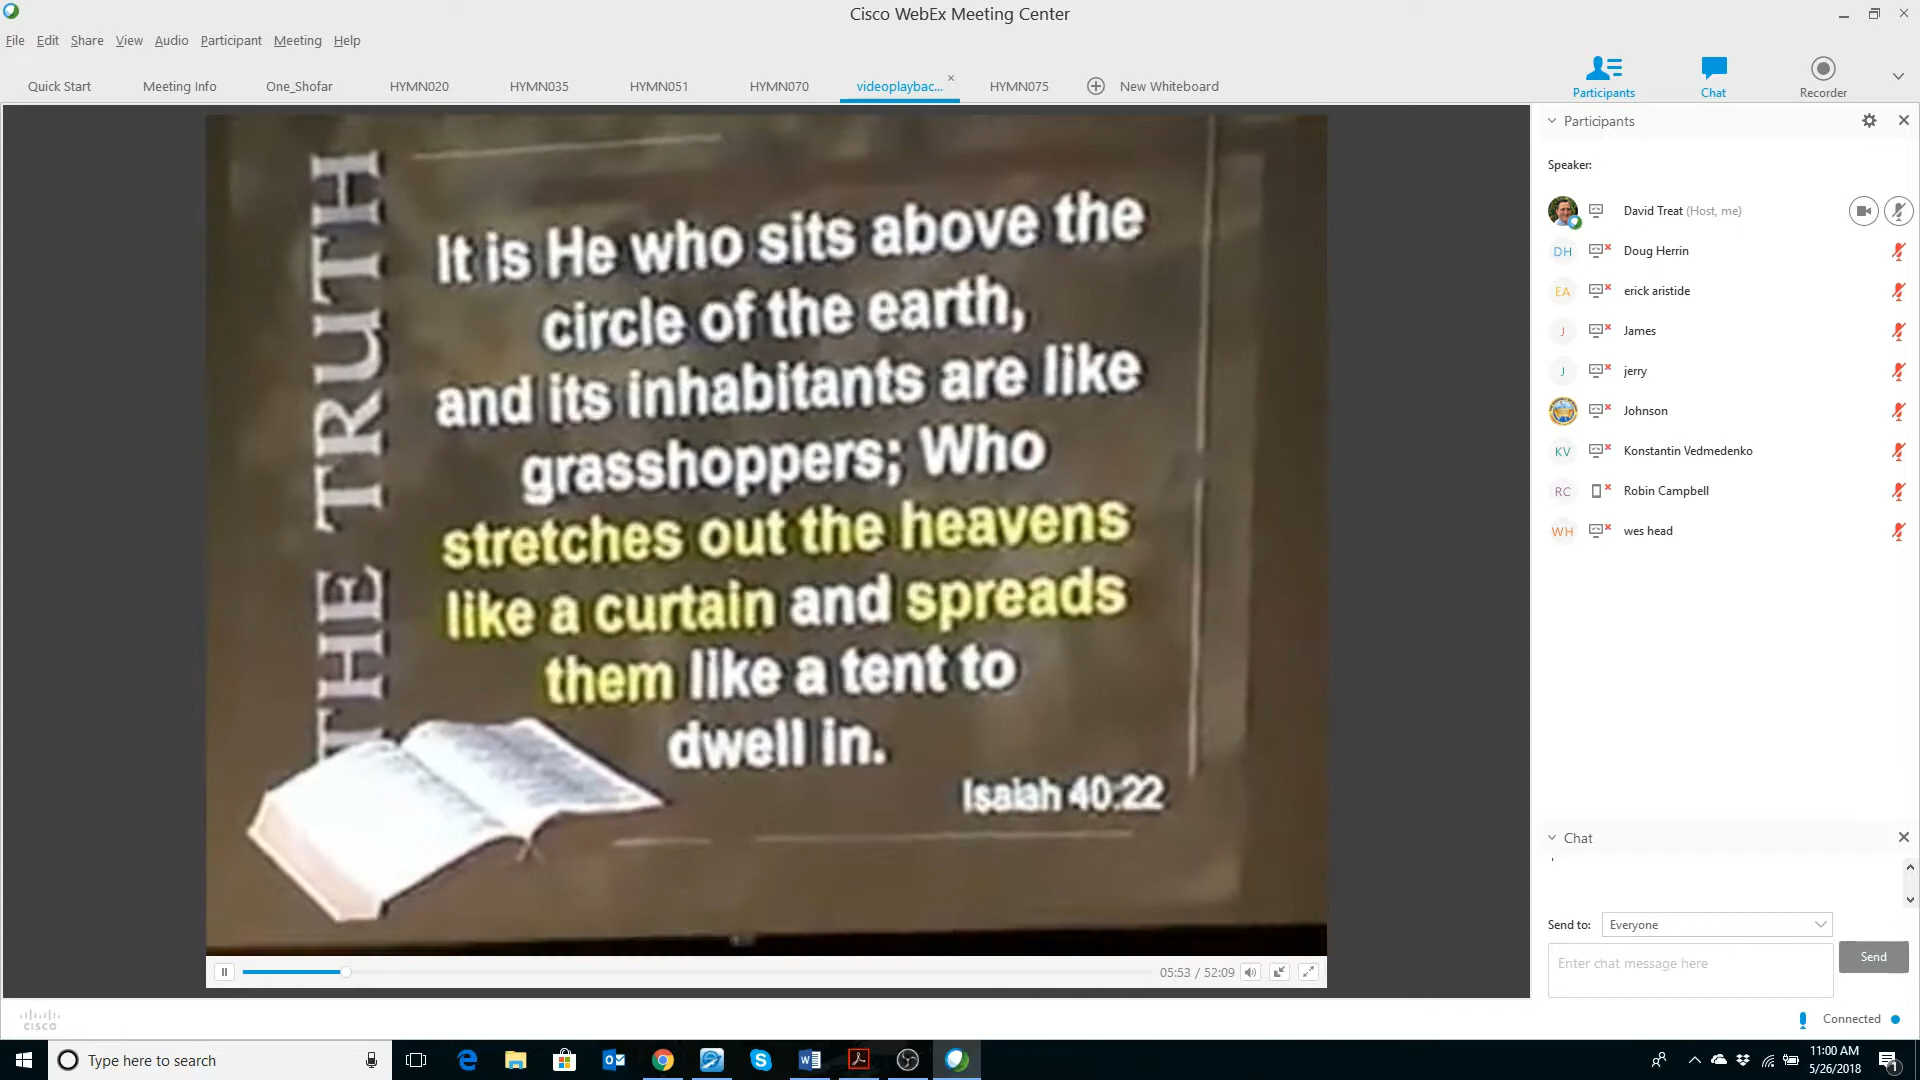 Cisco WebEx Meeting Center
File Edit Share View Audio Participant Meeting Help
Quick Start Meeting Info One_Shofar HYMN020 HYMN035 HYMN051 HYMN070 videoplaybac... HYMN075 New Whiteboard
Participants Chat Recorder
THE TRUTH
It is He who sits above the
circle of the earth,
and its inhabitants are like
grasshoppers; Who
stretches out the heavens
like a curtain and spreads
them like a tent to
dwell in.
Isaiah 40:22
05:53 / 52:09
Participants
Speaker:
David Treat (Host, me)
DH Doug Herrin
EA erick aristide
J James
J jerry
Johnson
KV Konstantin Vedmedenko
RC Robin Campbell
WH wes head
Chat
Send to: Everyone
Enter chat message here
Send
cisco
Connected
Type here to search
11:00 AM
5/26/2018
1